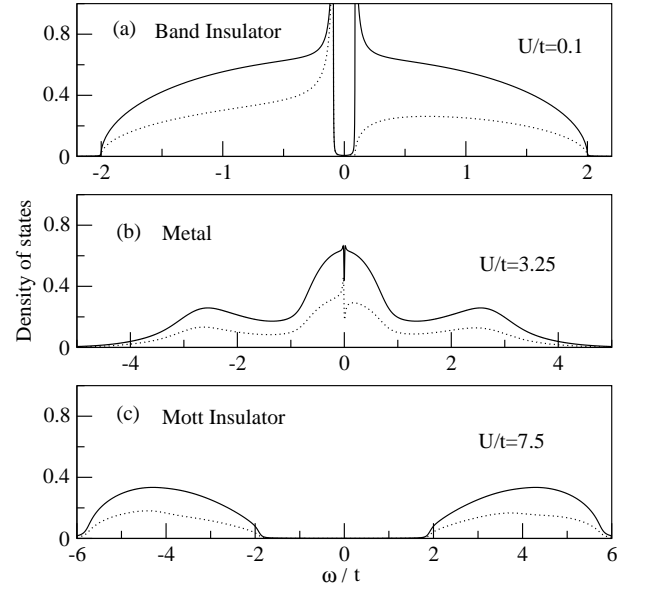 (a) Band Insulator
U/t=0.1
0.8
0.4
0
-2 -1 0 1 2
Density of states
(b) Metal
U/t=3.25
0.8
0.4
0
-4 -2 0 2 4
(c) Mott Insulator
U/t=7.5
0.8
0.4
0
-6 -4 -2 0 2 4 6
ω / t